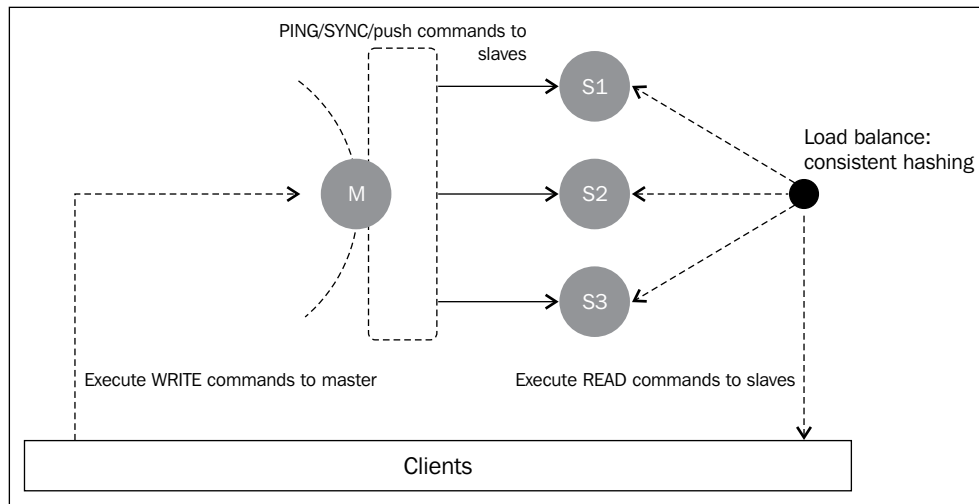 PING/SYNC/push commands to
slaves
S1
Load balance:
consistent hashing
M
S2
S3
Execute WRITE commands to master
Execute READ commands to slaves
Clients